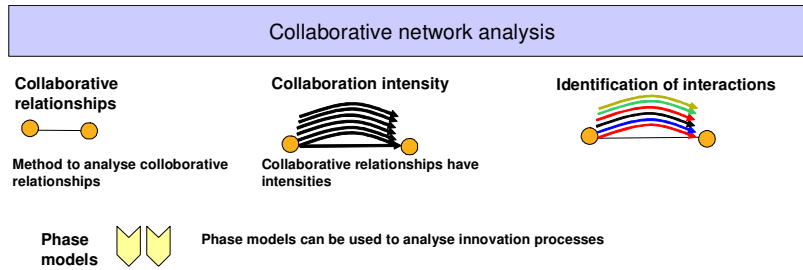 Collaborative network analysis
Collaborative
relationships
Method to analyse colloborative
relationships
Collaboration intensity
Collaborative relationships have
intensities
Identification of interactions
Phase
models
Phase models can be used to analyse innovation processes